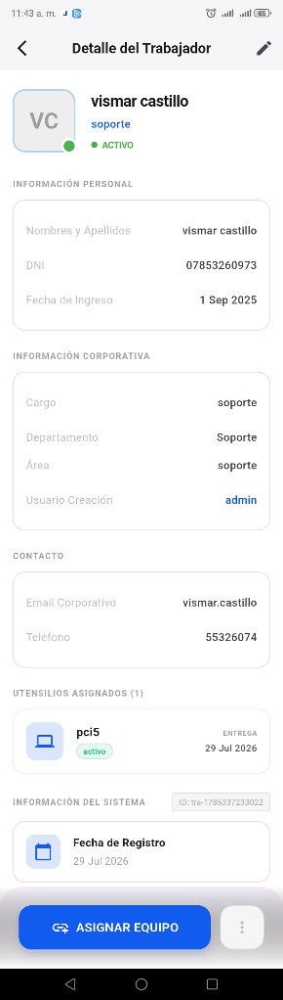 11:43 a. m. J
65
Detalle del Trabajador
VC
vismar castillo
soporte
ACTIVO
INFORMACIÓN PERSONAL
Nombres y Apellidos vismar castillo
DNI 07853260973
Fecha de Ingreso 1 Sep 2025
INFORMACIÓN CORPORATIVA
Cargo soporte
Departamento Soporte
Área soporte
Usuario Creación admin
CONTACTO
Email Corporativo vismar.castillo
Teléfono 55326074
UTENSILIOS ASIGNADOS (1)
pci5 ENTREGA
activo 29 Jul 2026
INFORMACIÓN DEL SISTEMA ID: tra-1785337233022
Fecha de Registro
29 Jul 2026
ASIGNAR EQUIPO